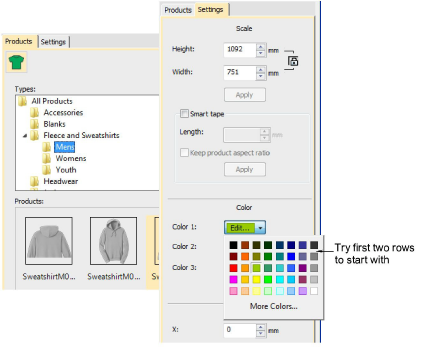 Products
Settings
Types:
All Products
Accessories
Blanks
Fleece and Sweatshirts
Mens
Womens
Youth
Headwear
Products:
SweatshirtM0...
SweatshirtM0...
Products
Settings
Scale
Height:
1092
mm
Width:
751
mm
Apply
Smart tape
Length:
Keep product aspect ratio
Apply
Color
Color 1:
Edit...
Color 2:
Color 3:
More Colors...
X:
0
mm
Try first two rows
to start with